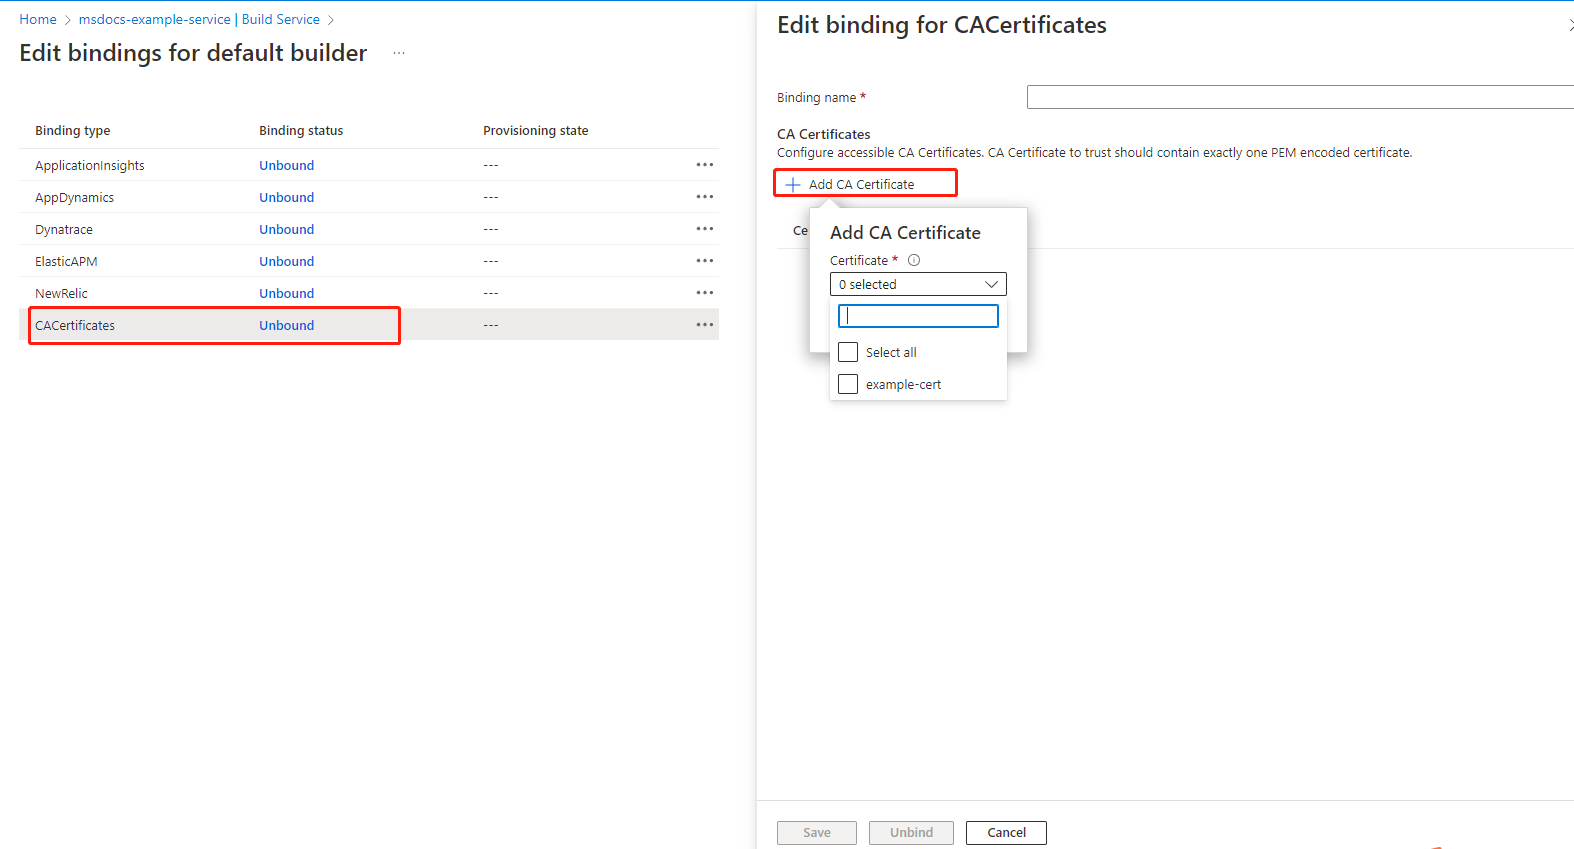 Home > msdocs-example-service | Build Service >
Edit bindings for default builder ...
Binding type Binding status Provisioning state
ApplicationInsights Unbound --- •••
AppDynamics Unbound --- •••
Dynatrace Unbound --- •••
ElasticAPM Unbound --- •••
NewRelic Unbound --- •••
CACertificates Unbound --- •••
Edit binding for CACertificates
Binding name *
CA Certificates
Configure accessible CA Certificates. CA Certificate to trust should contain exactly one PEM encoded certificate.
+ Add CA Certificate
Ce
Add CA Certificate
Certificate *
0 selected
Select all
example-cert
Save Unbind Cancel